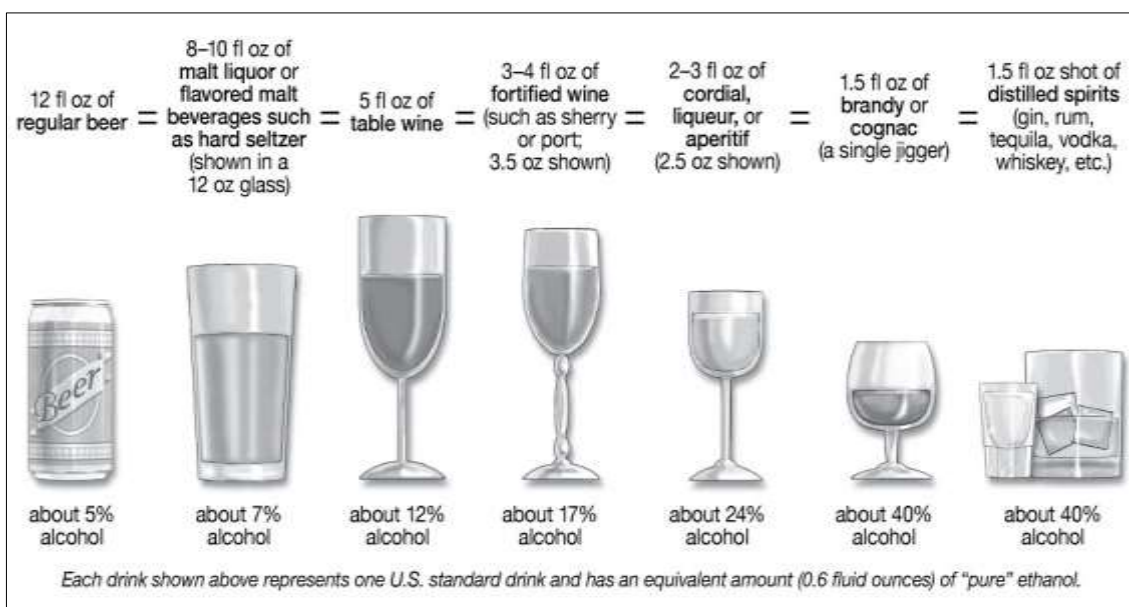 12 fl oz of
regular beer
=
8–10 fl oz of
malt liquor or
flavored malt
beverages such
as hard seltzer
(shown in a
12 oz glass)
=
5 fl oz of
table wine
=
3–4 fl oz of
fortified wine
(such as sherry
or port;
3.5 oz shown)
=
2–3 fl oz of
cordial,
liqueur, or
aperitif
(2.5 oz shown)
=
1.5 fl oz of
brandy or
cognac
(a single jigger)
=
1.5 fl oz shot of
distilled spirits
(gin, rum,
tequila, vodka,
whiskey, etc.)
Beer
about 5%
alcohol
about 7%
alcohol
about 12%
alcohol
about 17%
alcohol
about 24%
alcohol
about 40%
alcohol
about 40%
alcohol
Each drink shown above represents one U.S. standard drink and has an equivalent amount (0.6 fluid ounces) of “pure” ethanol.